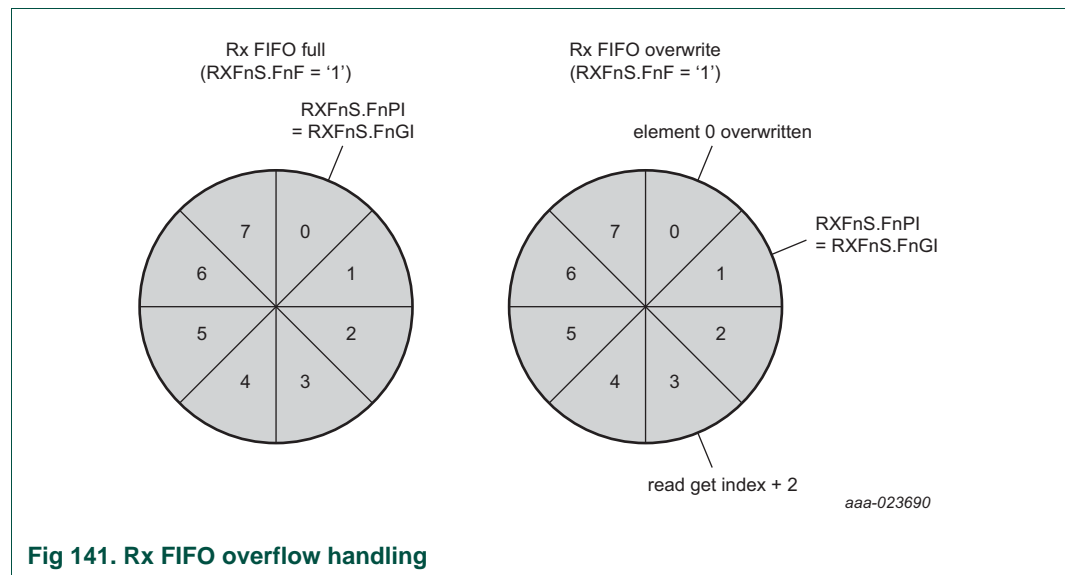 Rx FIFO full
(RXFnS.FnF = ‘1’)
RXFnS.FnPI
= RXFnS.FnGI
7
0
6
1
5
2
4
3
Rx FIFO overwrite
(RXFnS.FnF = ‘1’)
element 0 overwritten
RXFnS.FnPI
= RXFnS.FnGI
7
0
6
1
5
2
4
3
read get index + 2
aaa-023690
Fig 141. Rx FIFO overflow handling